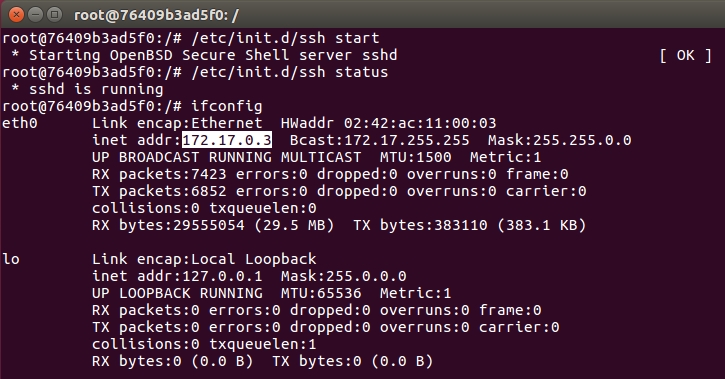 root@76409b3ad5f0: /
root@76409b3ad5f0:/# /etc/init.d/ssh start
 * Starting OpenBSD Secure Shell server sshd                             [ OK ]
root@76409b3ad5f0:/# /etc/init.d/ssh status
 * sshd is running
root@76409b3ad5f0:/# ifconfig
eth0      Link encap:Ethernet  HWaddr 02:42:ac:11:00:03
          inet addr:172.17.0.3  Bcast:172.17.255.255  Mask:255.255.0.0
          UP BROADCAST RUNNING MULTICAST  MTU:1500  Metric:1
          RX packets:7423 errors:0 dropped:0 overruns:0 frame:0
          TX packets:6852 errors:0 dropped:0 overruns:0 carrier:0
          collisions:0 txqueuelen:0
          RX bytes:29555054 (29.5 MB)  TX bytes:383110 (383.1 KB)

lo        Link encap:Local Loopback
          inet addr:127.0.0.1  Mask:255.0.0.0
          UP LOOPBACK RUNNING  MTU:65536  Metric:1
          RX packets:0 errors:0 dropped:0 overruns:0 frame:0
          TX packets:0 errors:0 dropped:0 overruns:0 carrier:0
          collisions:0 txqueuelen:1
          RX bytes:0 (0.0 B)  TX bytes:0 (0.0 B)